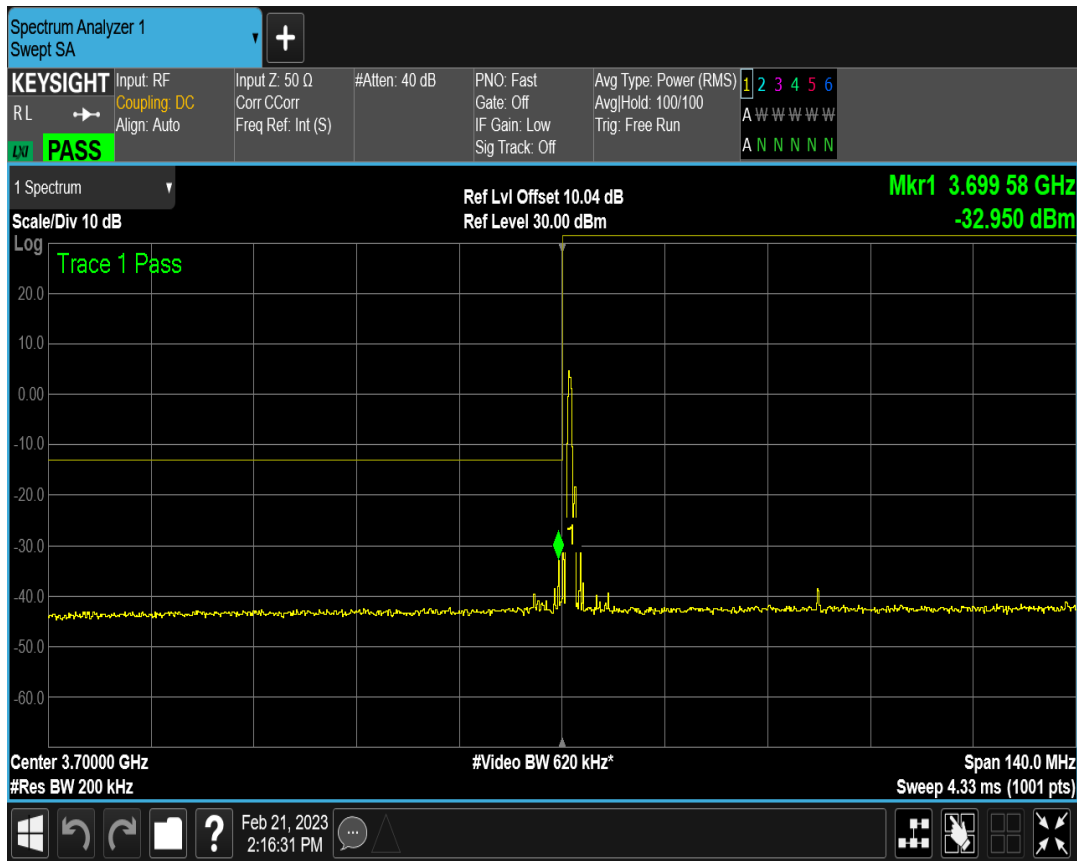 Spectrum Analyzer 1
Swept SA
+
KEYSIGHT
RL
LXI PASS
Input: RF
Coupling: DC
Align: Auto
Input Z: 50 Ω
Corr CCorr
Freq Ref: Int (S)
#Atten: 40 dB
PNO: Fast
Gate: Off
IF Gain: Low
Sig Track: Off
Avg Type: Power (RMS)
Avg|Hold: 100/100
Trig: Free Run
1 2 3 4 5 6
A W W W W W
A N N N N N
1 Spectrum
Scale/Div 10 dB
Ref Lvl Offset 10.04 dB
Ref Level 30.00 dBm
Mkr1 3.699 58 GHz
-32.950 dBm
Log
Trace 1 Pass
20.0
10.0
0.00
-10.0
-20.0
-30.0
-40.0
-50.0
-60.0
1
Center 3.70000 GHz
#Res BW 200 kHz
#Video BW 620 kHz*
Span 140.0 MHz
Sweep 4.33 ms (1001 pts)
?
Feb 21, 2023
2:16:31 PM